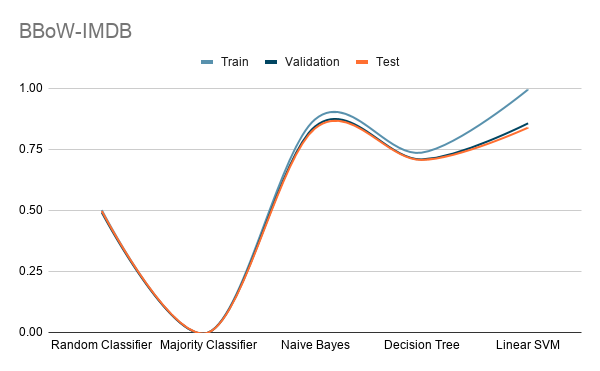 BBoW-IMDB
Train Validation Test
1.00
0.75
0.50
0.25
0.00
Random Classifier Majority Classifier Naive Bayes Decision Tree Linear SVM